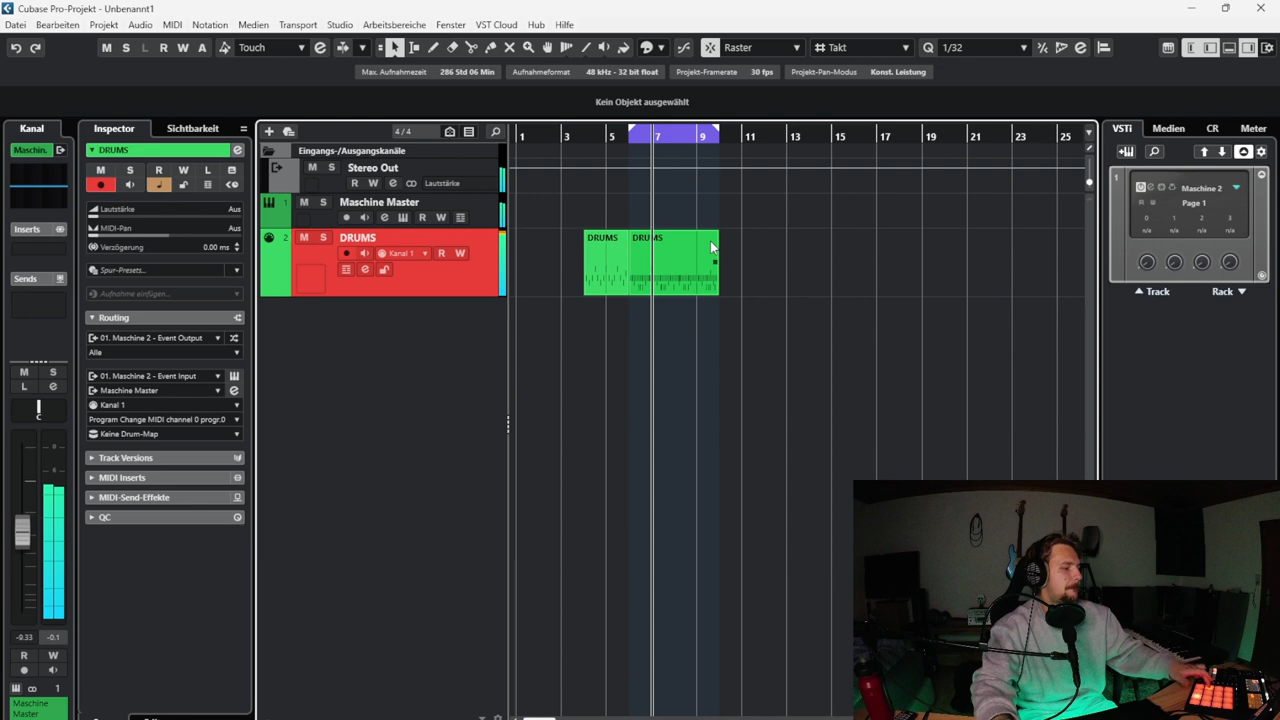 Cubase Pro-Projekt - Unbenannt1
Datei Bearbeiten Projekt Audio MIDI Notation Medien Transport Studio Arbeitsbereiche Fenster VST Cloud Hub Hilfe
M S L R W A Touch Raster Takt Q 1/32
Max. Aufnahmezeit 286 Std 06 Min Aufnahmeformat 48 kHz - 32 bit float Projekt-Framerate 30 fps Projekt-Pan-Modus Konst. Leistung
Kein Objekt ausgewählt
Kanal Inspector Sichtbarkeit 4/4 1 3 5 7 9 11 13 15 17 19 21 23 25 VSTi Medien CR Meter
Maschin. DRUMS Eingangs-/Ausgangskanäle
M S R W L M S Stereo Out
R W Lautstärke
Maschine 2
Page 1
0 1 2 3
n/a n/a n/a n/a
1 M S Maschine Master
R W
Lautstärke Aus
MIDI-Pan Aus
Inserts
2 M S DRUMS DRUMS DRUMS
Kanal 1 R W
Verzögerung 0.00 ms
Spur-Presets...
Sends
Aufnahme einfügen...
Track Rack
Routing
01. Maschine 2 - Event Output
Alle
01. Maschine 2 - Event Input
Maschine Master
Kanal 1
Program Change MIDI channel 0 progr.0
Keine Drum-Map
M S
L e
C
Track Versions
MIDI Inserts
MIDI-Send-Effekte
QC
-9.33 -0.1
R W
1
Maschine
Master